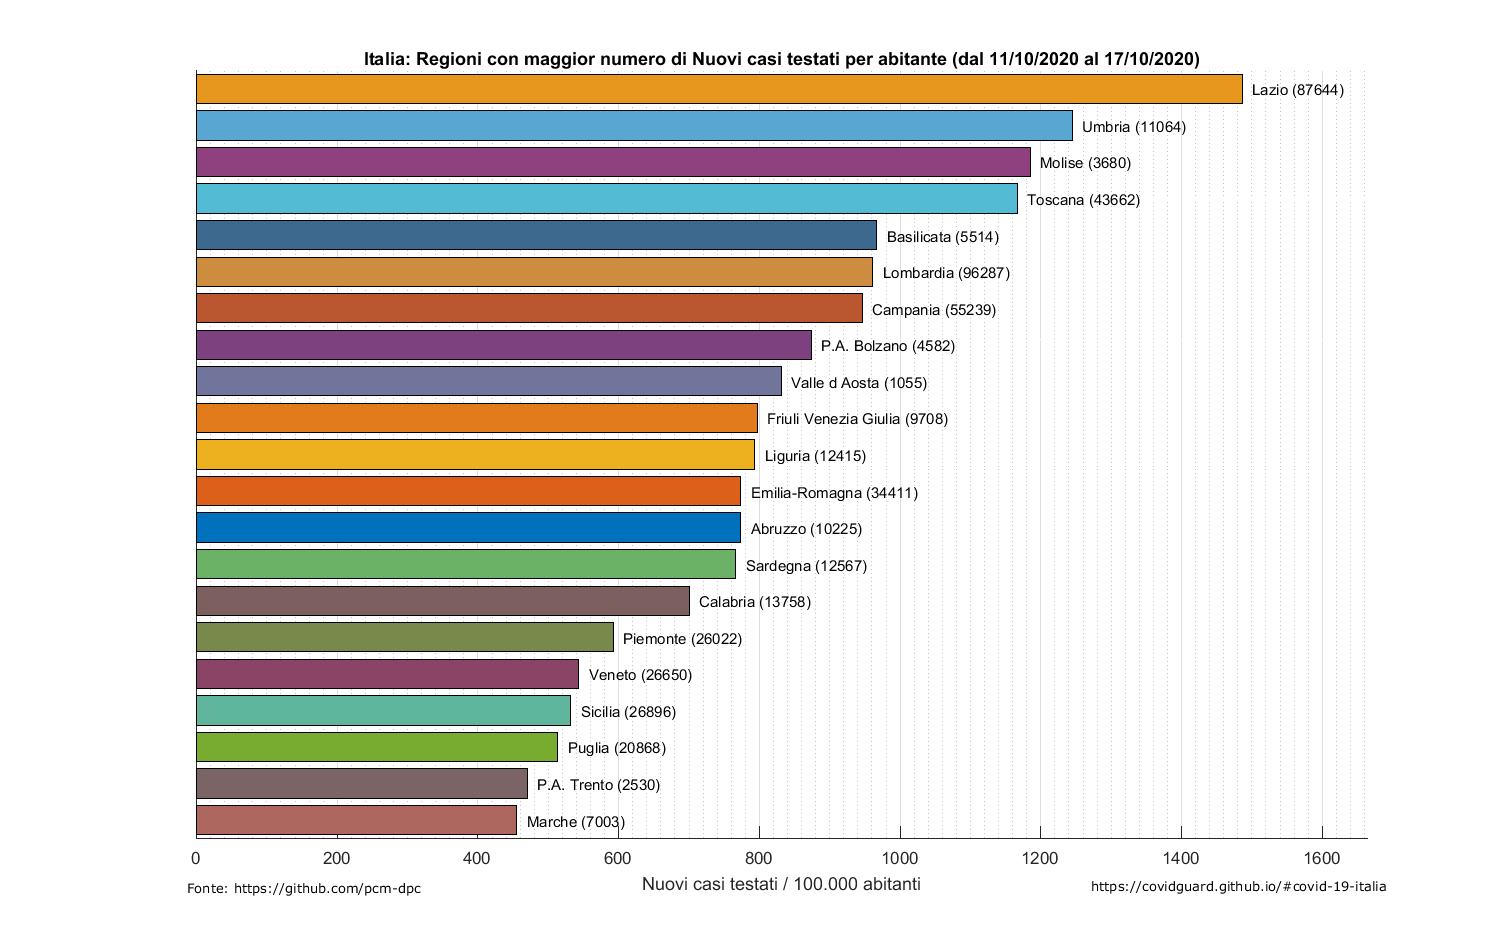 Italia: Regioni con maggior numero di Nuovi casi testati per abitante (dal 11/10/2020 al 17/10/2020)
Lazio (87644)
Umbria (11064)
Molise (3680)
Toscana (43662)
Basilicata (5514)
Lombardia (96287)
Campania (55239)
P.A. Bolzano (4582)
Valle d Aosta (1055)
Friuli Venezia Giulia (9708)
Liguria (12415)
Emilia-Romagna (34411)
Abruzzo (10225)
Sardegna (12567)
Calabria (13758)
Piemonte (26022)
Veneto (26650)
Sicilia (26896)
Puglia (20868)
P.A. Trento (2530)
Marche (7003)
0 200 400 600 800 1000 1200 1400 1600
Nuovi casi testati / 100.000 abitanti
Fonte: https://github.com/pcm-dpc
https://covidguard.github.io/#covid-19-italia